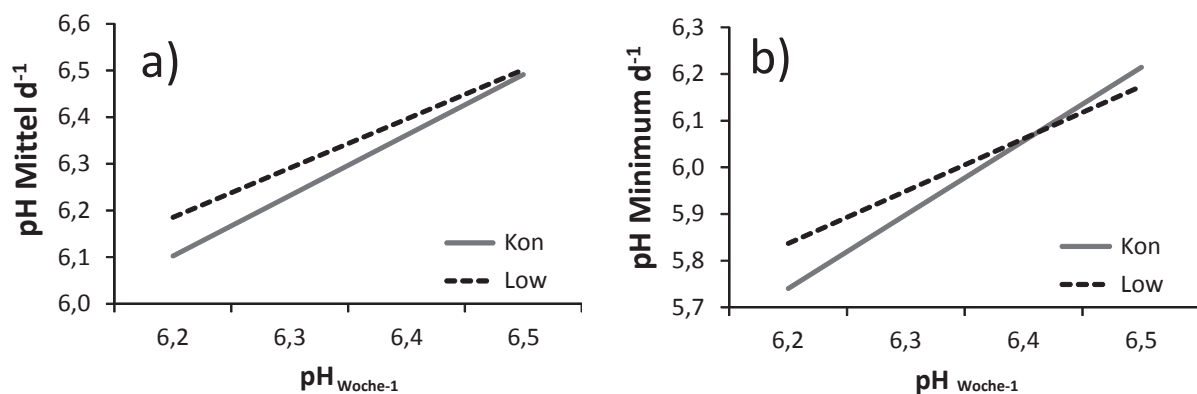 a)
pH Mittel d-1
6,6
6,5
6,4
6,3
6,2
6,1
6,0
Kon
Low
6,2 6,3 6,4 6,5
pH Woche-1
b)
pH Minimum d-1
6,3
6,2
6,1
6,0
5,9
5,8
5,7
Kon
Low
6,2 6,3 6,4 6,5
pH Woche-1